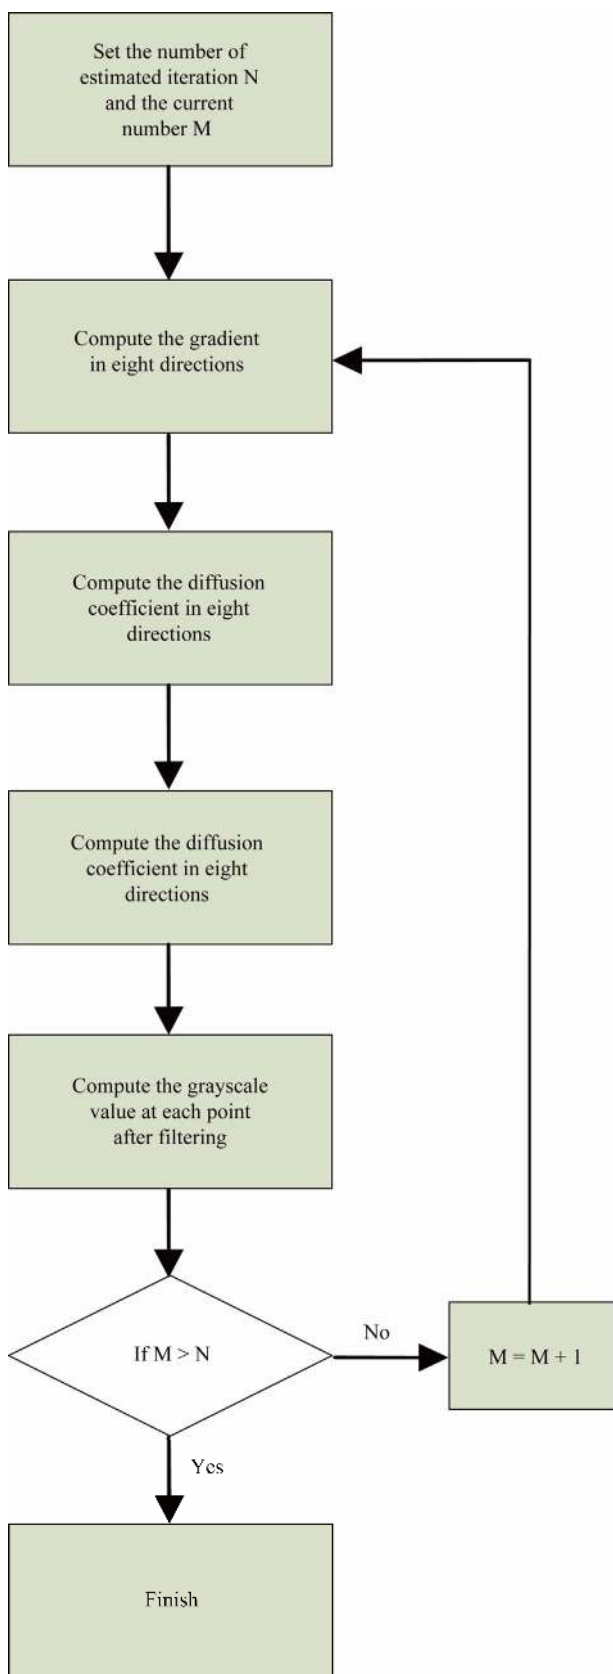 Set the number of
estimated iteration N
and the current
number M
Compute the gradient
in eight directions
Compute the diffusion
coefficient in eight
directions
Compute the diffusion
coefficient in eight
directions
Compute the grayscale
value at each point
after filtering
If M > N
No
M = M + 1
Yes
Finish